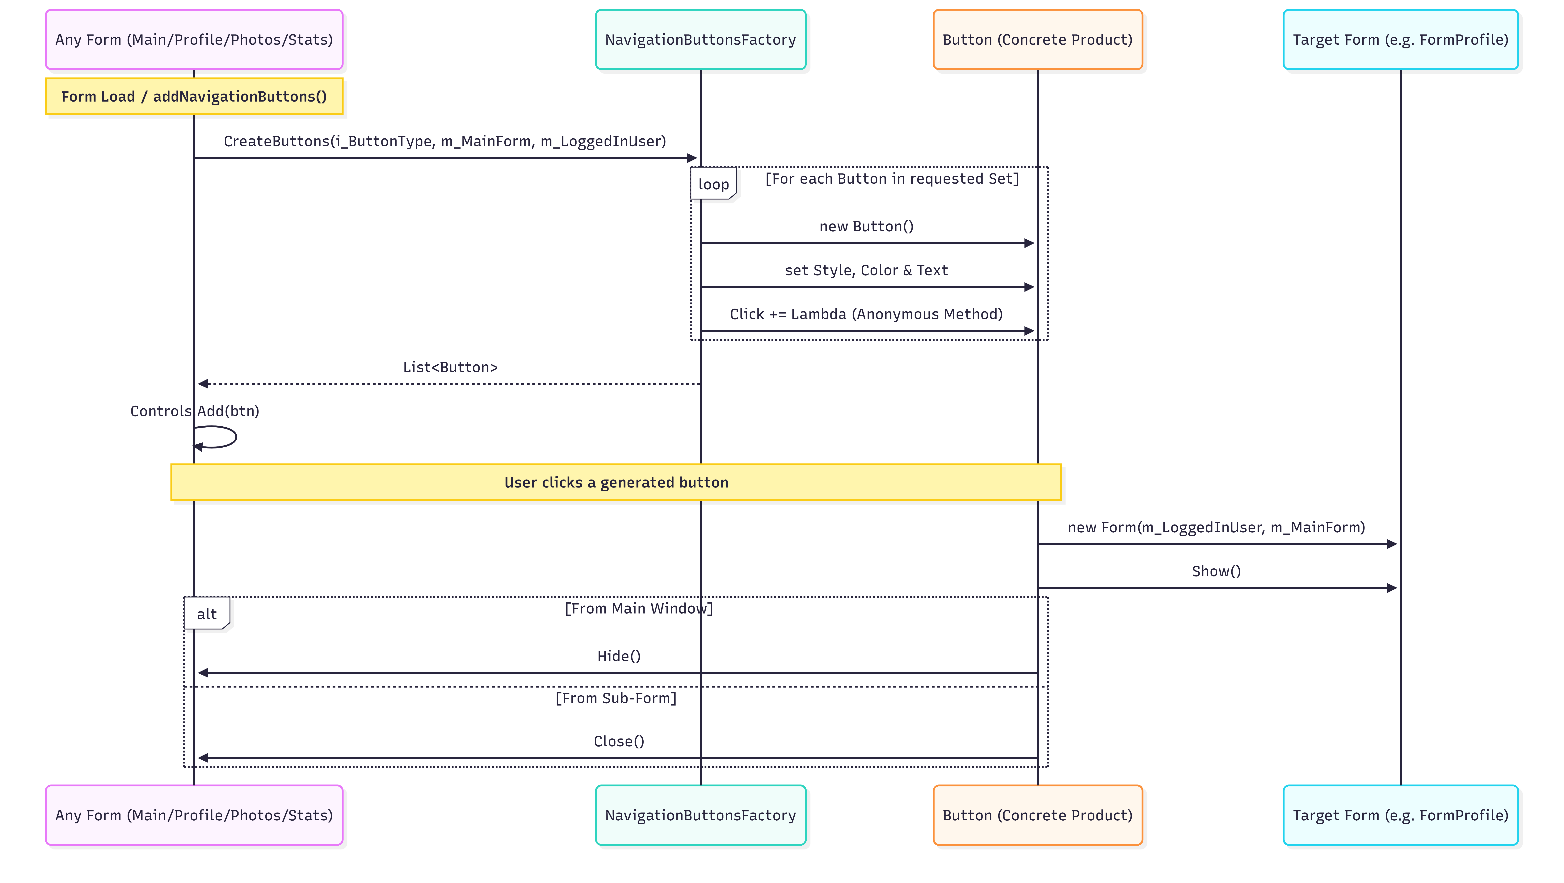 Any Form (Main/Profile/Photos/Stats)
NavigationButtonsFactory
Button (Concrete Product)
Target Form (e.g. FormProfile)
Form Load / addNavigationButtons()
CreateButtons(i_ButtonType, m_MainForm, m_LoggedInUser)
loop
[For each Button in requested Set]
new Button()
set Style, Color & Text
Click += Lambda (Anonymous Method)
List<Button>
Controls.Add(btn)
User clicks a generated button
new Form(m_LoggedInUser, m_MainForm)
Show()
alt
[From Main Window]
Hide()
[From Sub-Form]
Close()
Any Form (Main/Profile/Photos/Stats)
NavigationButtonsFactory
Button (Concrete Product)
Target Form (e.g. FormProfile)